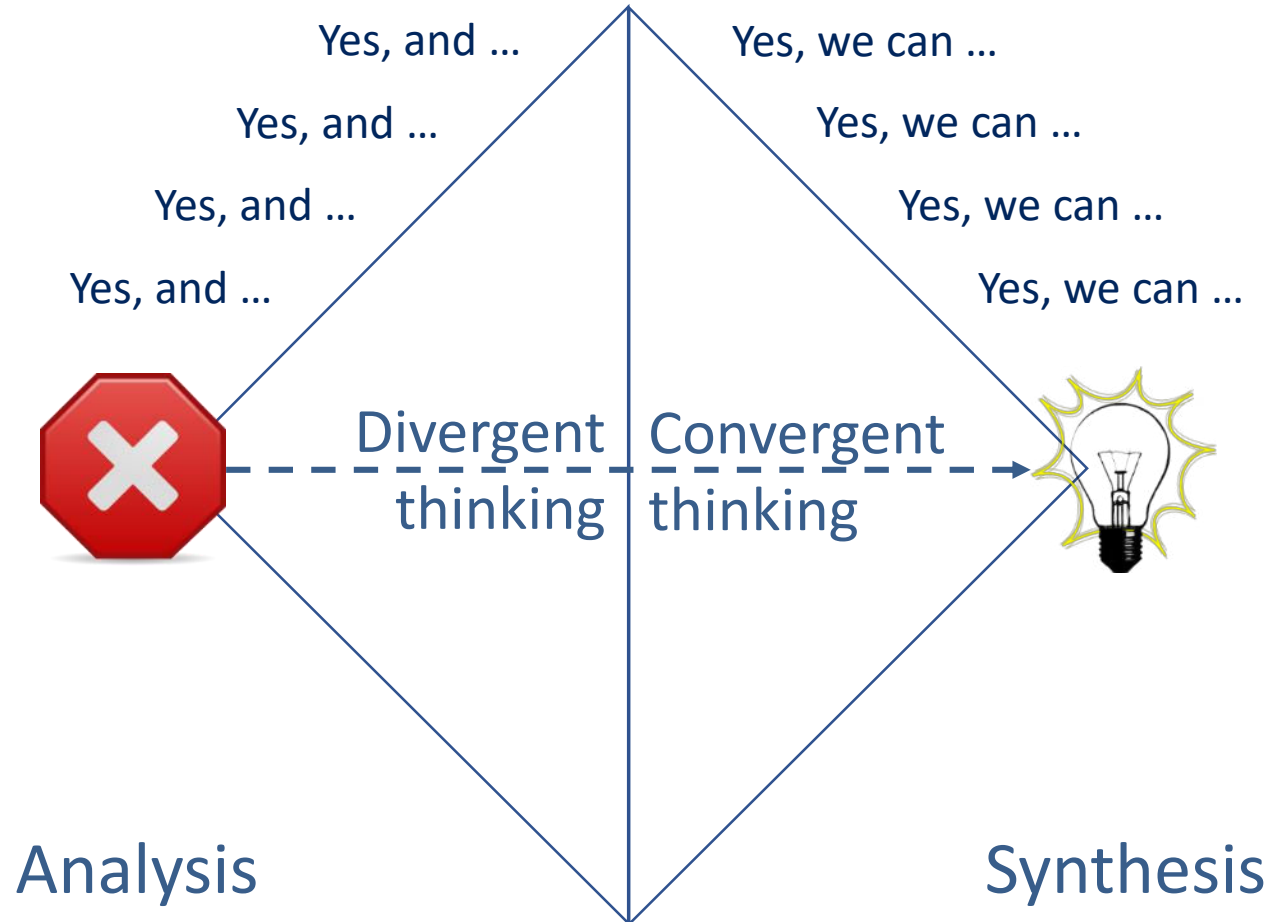 Yes, and …
Yes, we can …
Yes, and …
Yes, we can …
Yes, and …
Yes, we can …
Yes, and …
Yes, we can …
Divergent
thinking
Convergent
thinking
Analysis
Synthesis